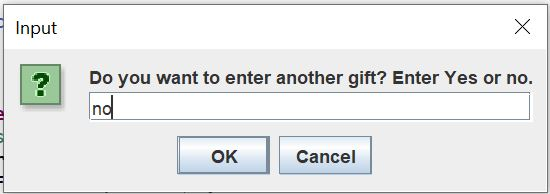 Input
Do you want to enter another gift? Enter Yes or no.
no
OK
Cancel